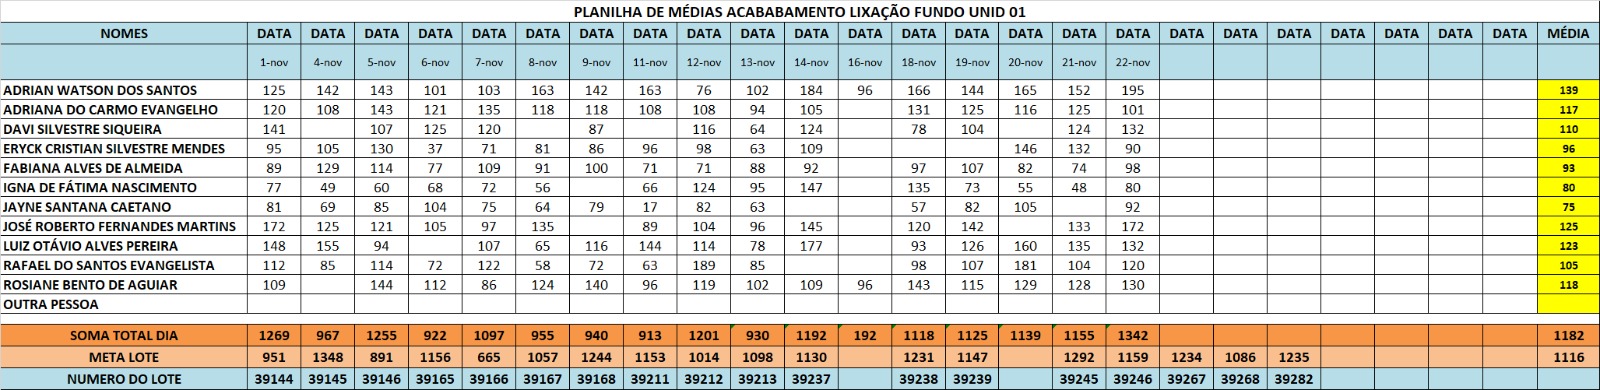 PLANILHA DE MÉDIAS ACABABAMENTO LIXAÇÃO FUNDO UNID 01
NOMES DATA DATA DATA DATA DATA DATA DATA DATA DATA DATA DATA DATA DATA DATA DATA DATA DATA DATA DATA DATA DATA DATA DATA DATA MÉDIA
1-nov 4-nov 5-nov 6-nov 7-nov 8-nov 9-nov 11-nov 12-nov 13-nov 14-nov 16-nov 18-nov 19-nov 20-nov 21-nov 22-nov
ADRIAN WATSON DOS SANTOS 125 142 143 101 103 163 142 163 76 102 184 96 166 144 165 152 195 139
ADRIANA DO CARMO EVANGELHO 120 108 143 121 135 118 118 108 108 94 105 131 125 116 125 101 117
DAVI SILVESTRE SIQUEIRA 141 107 125 120 87 116 64 124 78 104 124 132 110
ERYCK CRISTIAN SILVESTRE MENDES 95 105 130 37 71 81 86 96 98 63 109 146 132 90 96
FABIANA ALVES DE ALMEIDA 89 129 114 77 109 91 100 71 71 88 92 97 107 82 74 98 93
IGNA DE FÁTIMA NASCIMENTO 77 49 60 68 72 56 66 124 95 147 135 73 55 48 80 80
JAYNE SANTANA CAETANO 81 69 85 104 75 64 79 17 82 63 57 82 105 92 75
JOSÉ ROBERTO FERNANDES MARTINS 172 125 121 105 97 135 89 104 96 145 120 142 133 172 125
LUIZ OTÁVIO ALVES PEREIRA 148 155 94 107 65 116 144 114 78 177 93 126 160 135 132 123
RAFAEL DO SANTOS EVANGELISTA 112 85 114 72 122 58 72 63 189 85 98 107 181 104 120 105
ROSIANE BENTO DE AGUIAR 109 144 112 86 124 140 96 119 102 109 96 143 115 129 128 130 118
OUTRA PESSOA
SOMA TOTAL DIA 1269 967 1255 922 1097 955 940 913 1201 930 1192 192 1118 1125 1139 1155 1342 1182
META LOTE 951 1348 891 1156 665 1057 1244 1153 1014 1098 1130 1231 1147 1292 1159 1234 1086 1235 1116
NUMERO DO LOTE 39144 39145 39146 39165 39166 39167 39168 39211 39212 39213 39237 39238 39239 39245 39246 39267 39268 39282